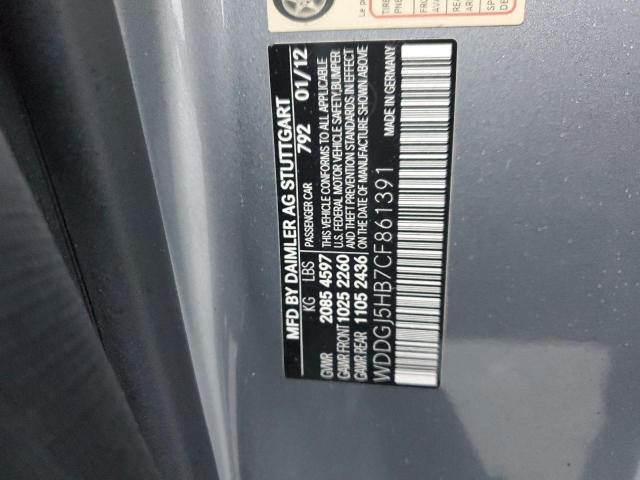 MFD BY DAIMLER AG STUTTGART
KG LBS PASSENGER CAR 792 01/12
GVWR 2085 4597 THIS VEHICLE CONFORMS TO ALL APPLICABLE
GAWR FRONT 1025 2260 U.S. FEDERAL MOTOR VEHICLE SAFETY, BUMPER
GAWR REAR 1105 2436 AND THEFT PREVENTION STANDARDS IN EFFECT
ON THE DATE OF MANUFACTURE SHOWN ABOVE
WDDGJ5HB7CF861391 MADE IN GERMANY
Le
TIRE